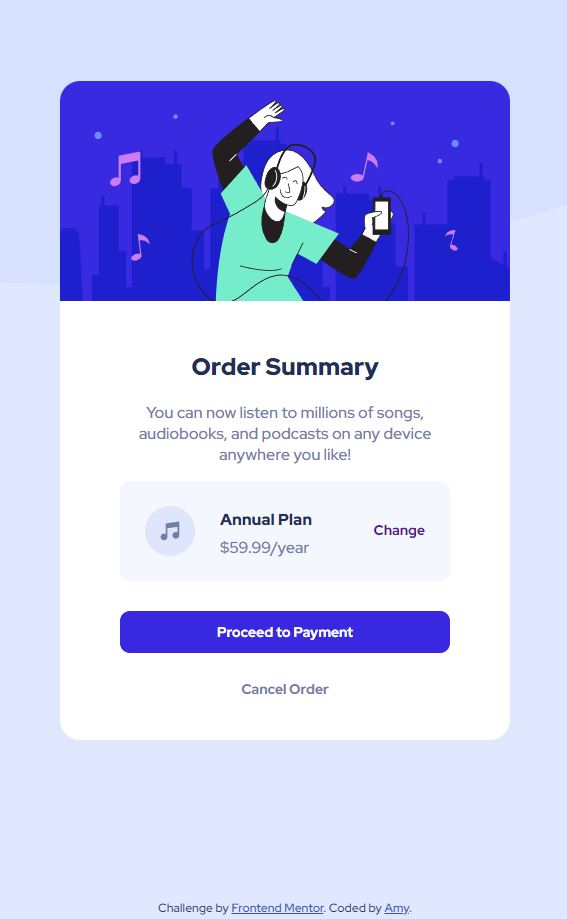 Order Summary
You can now listen to millions of songs,
audiobooks, and podcasts on any device
anywhere you like!
Annual Plan
$59.99/year
Change
Proceed to Payment
Cancel Order
Challenge by Frontend Mentor. Coded by Amy.